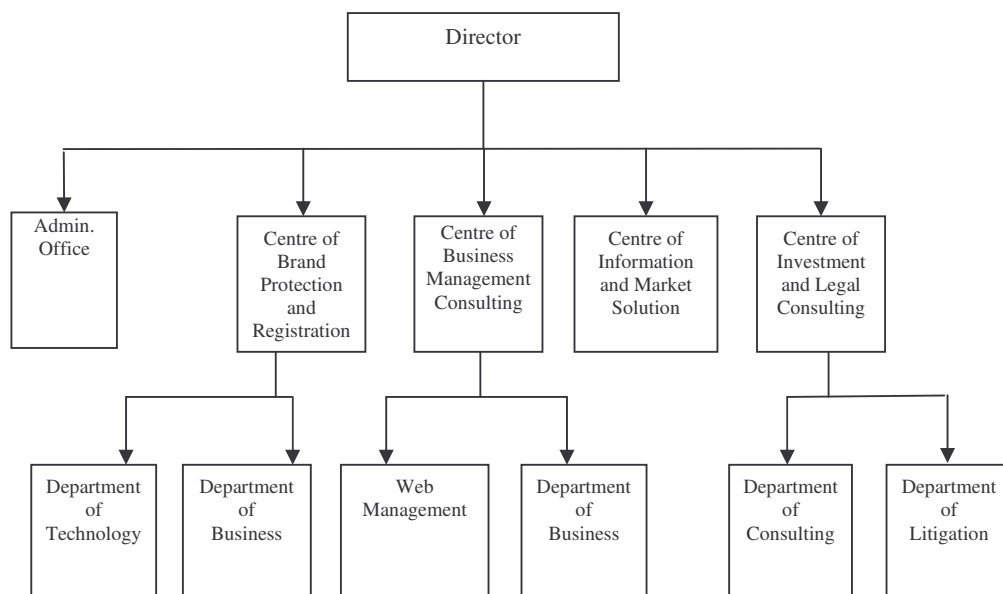 Director
Admin.
Office
Centre of
Brand
Protection
and
Registration
Centre of
Business
Management
Consulting
Centre of
Information
and Market
Solution
Centre of
Investment
and Legal
Consulting
Department
of
Technology
Department
of
Business
Web
Management
Department
of
Business
Department
of
Consulting
Department
of
Litigation